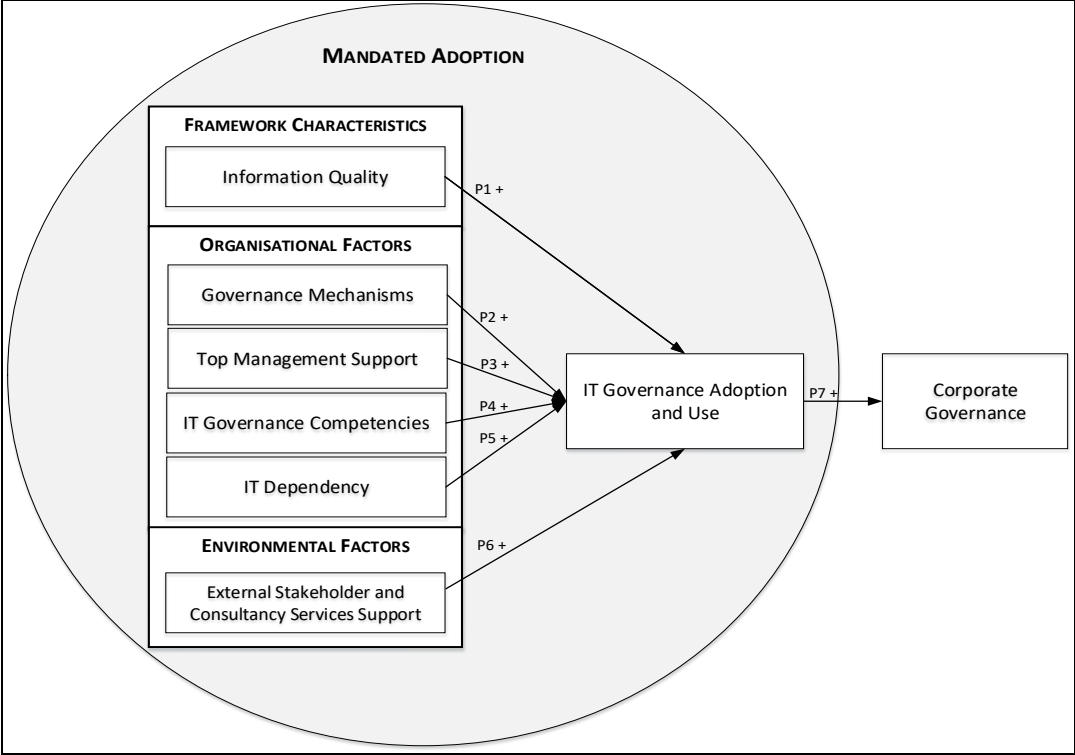 MANDATED ADOPTION
FRAMEWORK CHARACTERISTICS
Information Quality
P1 +
ORGANISATIONAL FACTORS
Governance Mechanisms
P2 +
Top Management Support
P3 +
IT Governance Competencies
P4 +
P5 +
IT Dependency
IT Governance Adoption
and Use
P7 +
Corporate
Governance
ENVIRONMENTAL FACTORS
P6 +
External Stakeholder and
Consultancy Services Support